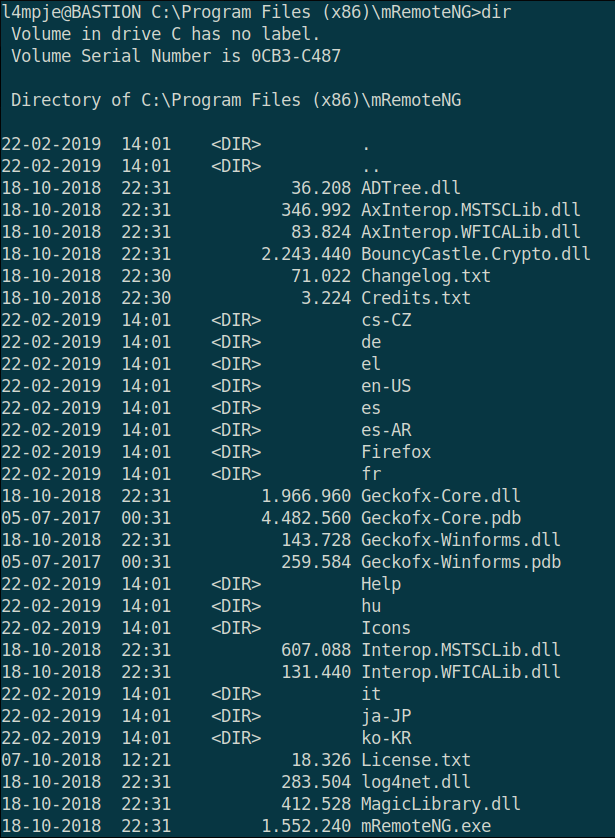 l4mpje@BASTION C:\Program Files (x86)\mRemoteNG>dir
 Volume in drive C has no label.
 Volume Serial Number is 0CB3-C487

 Directory of C:\Program Files (x86)\mRemoteNG

22-02-2019  14:01    <DIR>          .
22-02-2019  14:01    <DIR>          ..
18-10-2018  22:31            36.208 ADTree.dll
18-10-2018  22:31           346.992 AxInterop.MSTSCLib.dll
18-10-2018  22:31            83.824 AxInterop.WFICALib.dll
18-10-2018  22:31         2.243.440 BouncyCastle.Crypto.dll
18-10-2018  22:30            71.022 Changelog.txt
18-10-2018  22:30             3.224 Credits.txt
22-02-2019  14:01    <DIR>          cs-CZ
22-02-2019  14:01    <DIR>          de
22-02-2019  14:01    <DIR>          el
22-02-2019  14:01    <DIR>          en-US
22-02-2019  14:01    <DIR>          es
22-02-2019  14:01    <DIR>          es-AR
22-02-2019  14:01    <DIR>          Firefox
22-02-2019  14:01    <DIR>          fr
18-10-2018  22:31         1.966.960 Geckofx-Core.dll
05-07-2017  00:31         4.482.560 Geckofx-Core.pdb
18-10-2018  22:31           143.728 Geckofx-Winforms.dll
05-07-2017  00:31           259.584 Geckofx-Winforms.pdb
22-02-2019  14:01    <DIR>          Help
22-02-2019  14:01    <DIR>          hu
22-02-2019  14:01    <DIR>          Icons
18-10-2018  22:31           607.088 Interop.MSTSCLib.dll
18-10-2018  22:31           131.440 Interop.WFICALib.dll
22-02-2019  14:01    <DIR>          it
22-02-2019  14:01    <DIR>          ja-JP
22-02-2019  14:01    <DIR>          ko-KR
07-10-2018  12:21            18.326 License.txt
18-10-2018  22:31           283.504 log4net.dll
18-10-2018  22:31           412.528 MagicLibrary.dll
18-10-2018  22:31         1.552.240 mRemoteNG.exe